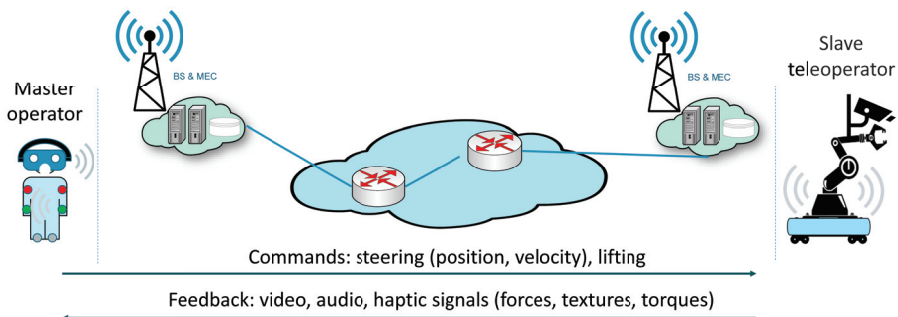 Master
operator
BS & MEC
BS & MEC
Slave
teleoperator
Commands: steering (position, velocity), lifting
Feedback: video, audio, haptic signals (forces, textures, torques)